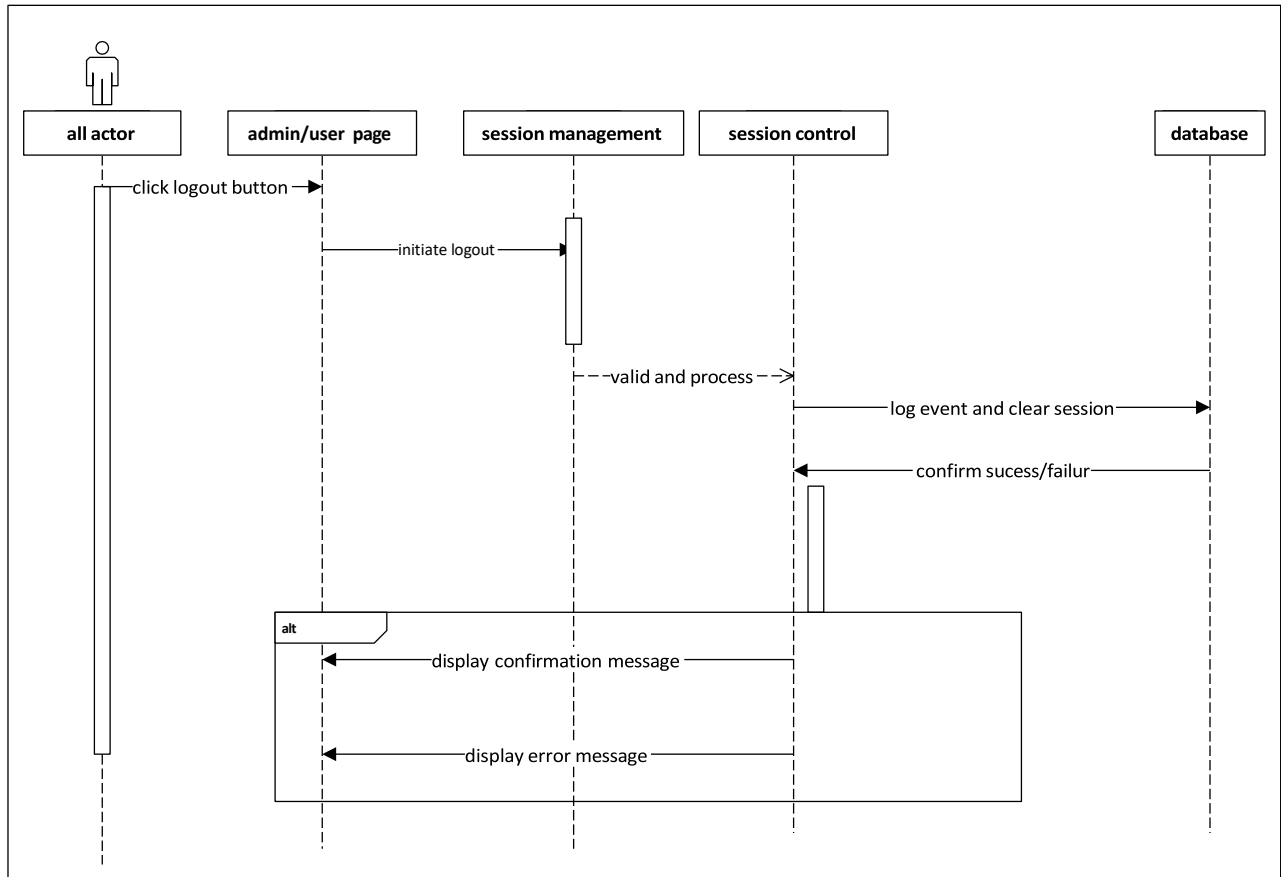 all actor
admin/user page
session management
session control
database
click logout button
initiate logout
valid and process
log event and clear session
confirm sucess/failur
alt
display confirmation message
display error message